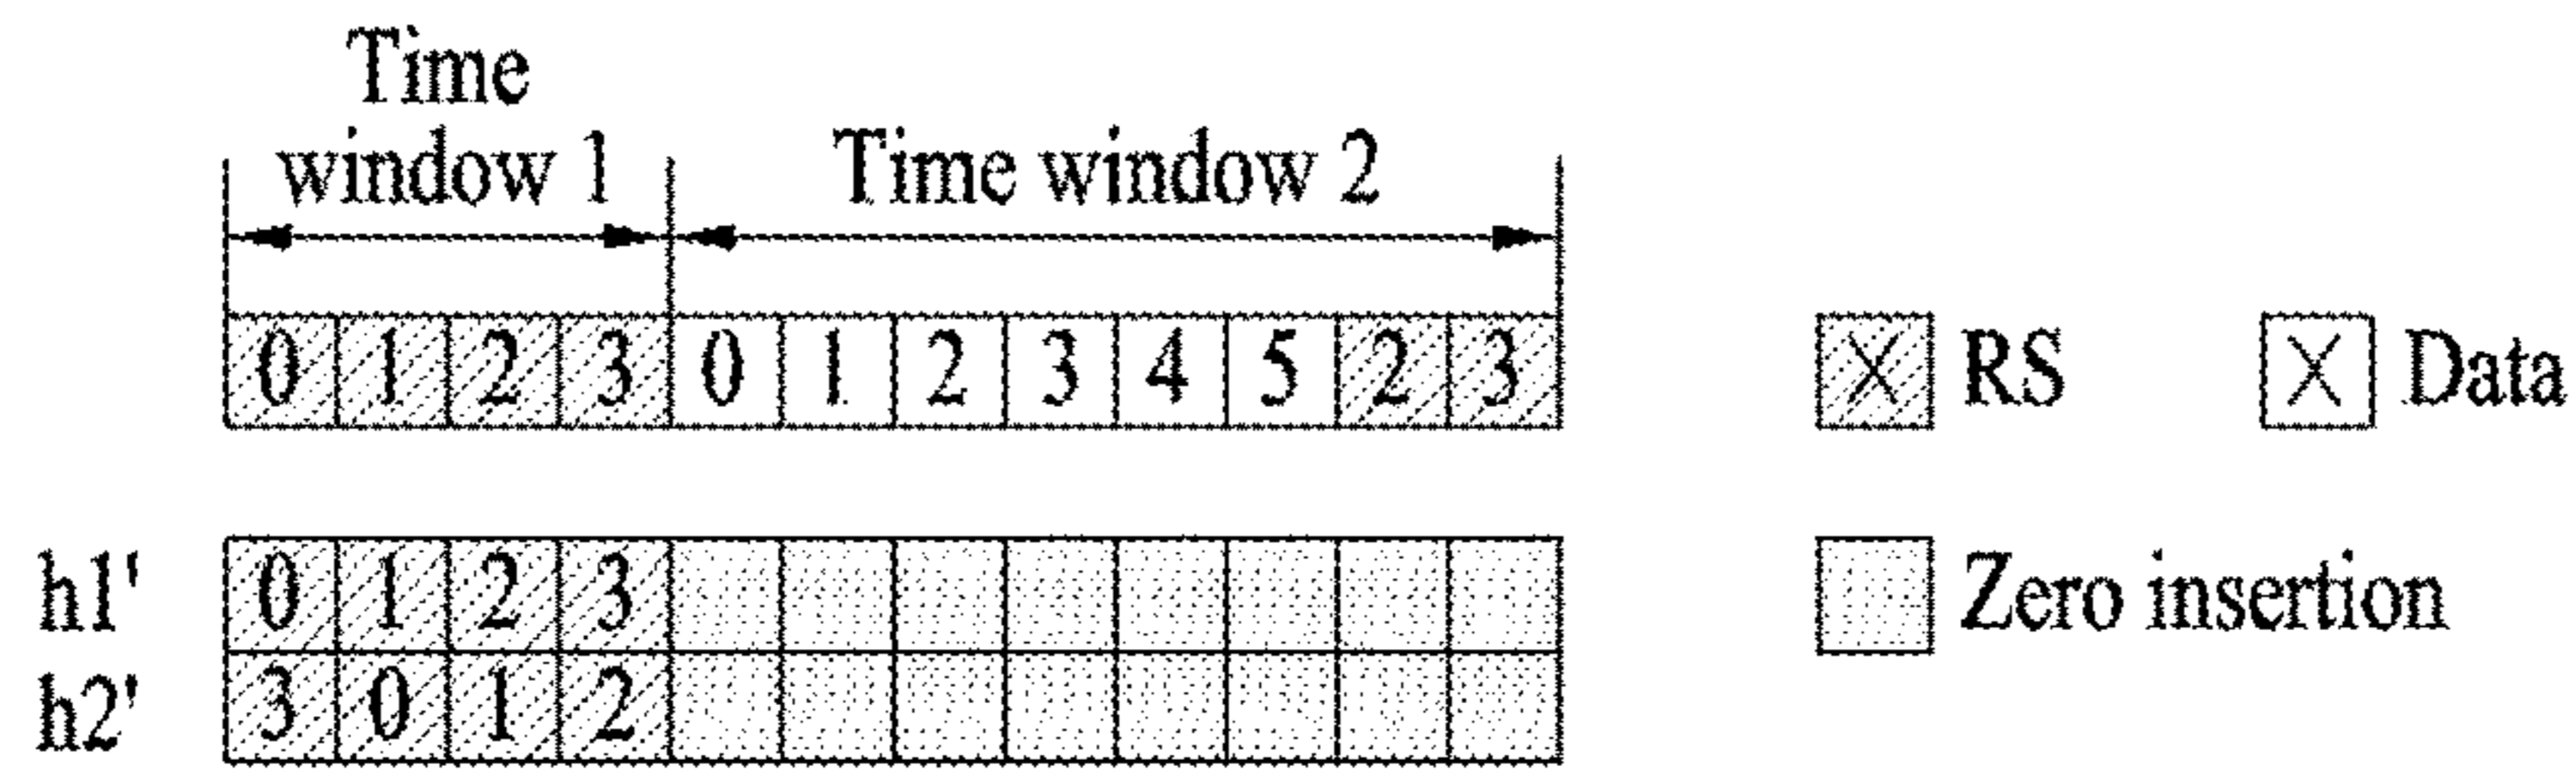 Time
window 1
Time window 2
0 1 2 3 0 1 2 3 4 5 2 3
X RS
X Data
h1' 0 1 2 3
Zero insertion
h2' 3 0 1 2